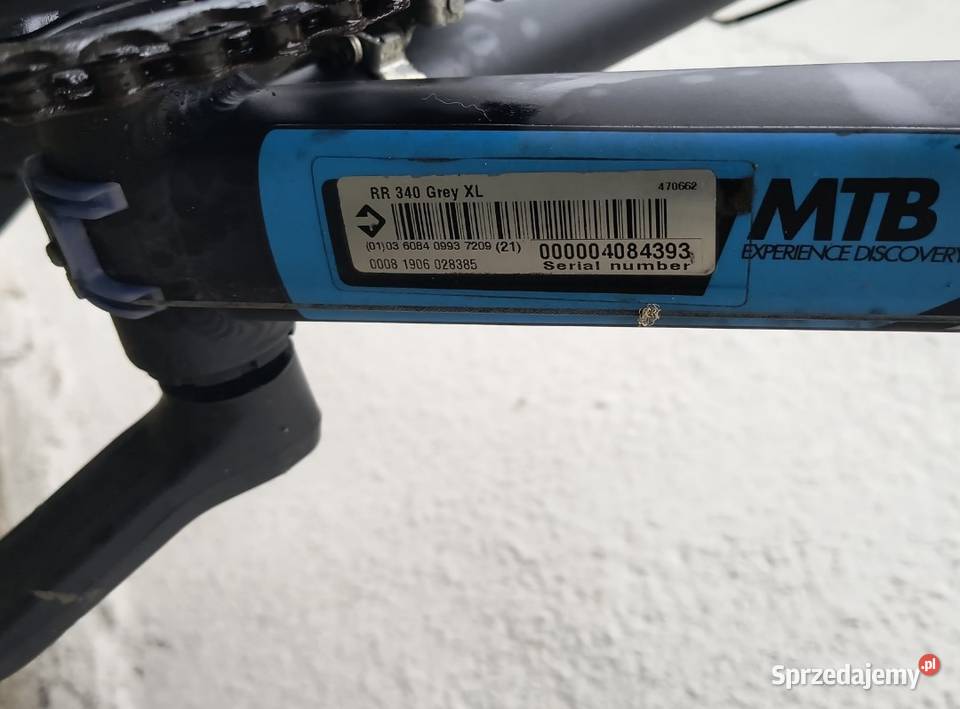 RR 340 Grey XL
470662
(01)03 6084 0993 7209 (21) 000004084393
0008 1906 028385 Serial number
MTB
EXPERIENCE DISCOVERY
Sprzedajemy.pl